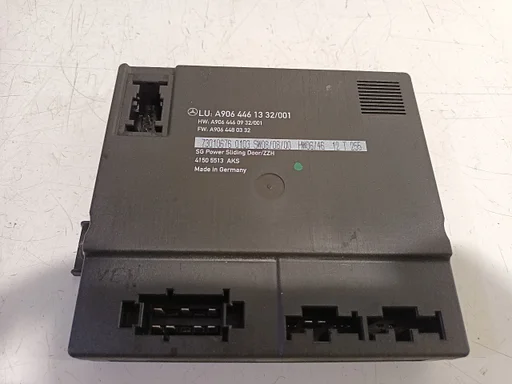 LU: A906 446 13 32/001
HW: A906 446 09 32/001
FW: A906 448 03 32
SG Power Sliding Door/ZZH
4150 5513 AKS
Made in Germany